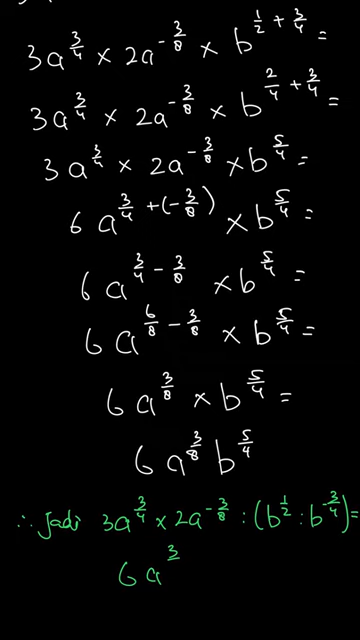 3a^{3/4} × 2a^{-3/8} × b^{1/2 + 3/4} =
3a^{3/4} × 2a^{-3/8} × b^{2/4 + 3/4} =
3a^{3/4} × 2a^{-3/8} × b^{5/4} =
6a^{3/4 + (-3/8)} × b^{5/4} =
6a^{3/4 - 3/8} × b^{5/4} =
6a^{6/8 - 3/8} × b^{5/4} =
6a^{3/8} × b^{5/4} =
6a^{3/8} b^{5/4}
∴ Jadi 3a^{3/4} × 2a^{-3/8} : (b^{1/2} : b^{-3/4}) =
6a^{3/}